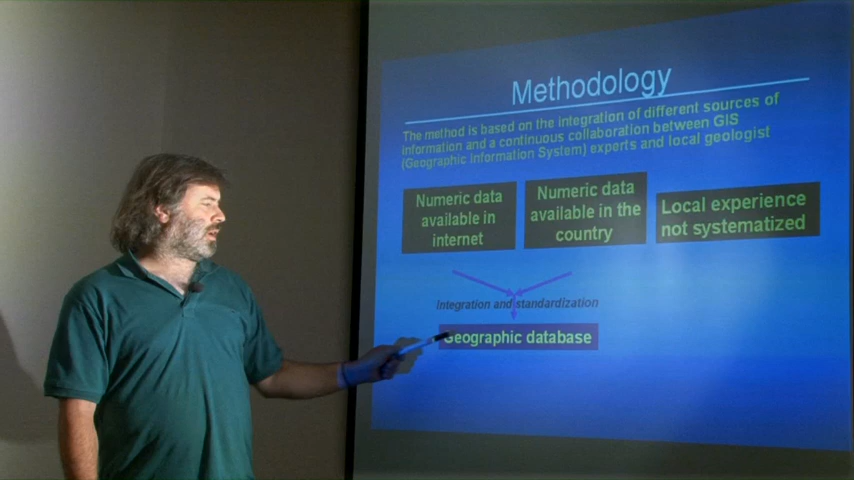 Methodology
The method is based on the integration of different sources of
information and a continuous collaboration between GIS
(Geographic Information System) experts and local geologist
Numeric data
available in
internet
Numeric data
available in the
country
Local experience
not systematized
Integration and standardization
Geographic database